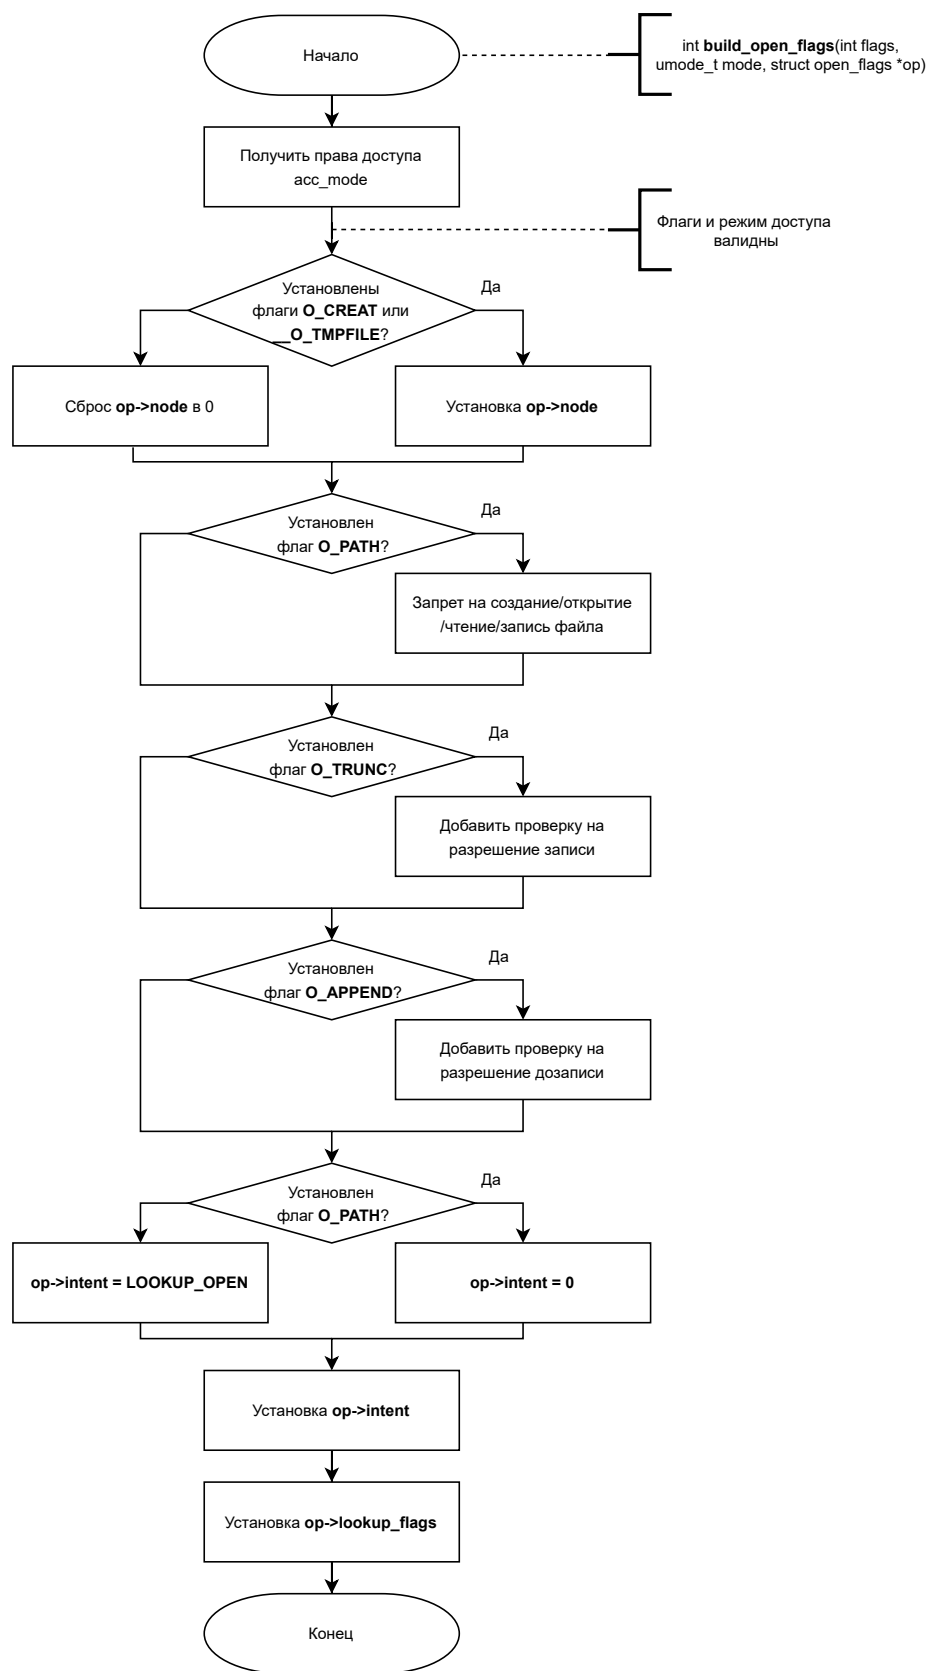 Начало
int build_open_flags(int flags,
umode_t mode, struct open_flags *op)
Получить права доступа
acc_mode
Флаги и режим доступа
валидны
Установлены
флаги O_CREAT или
__O_TMPFILE?
Да
Сброс op->node в 0
Установка op->node
Установлен
флаг O_PATH?
Да
Запрет на создание/открытие
/чтение/запись файла
Установлен
флаг O_TRUNC?
Да
Добавить проверку на
разрешение записи
Установлен
флаг O_APPEND?
Да
Добавить проверку на
разрешение дозаписи
Установлен
флаг O_PATH?
Да
op->intent = LOOKUP_OPEN
op->intent = 0
Установка op->intent
Установка op->lookup_flags
Конец